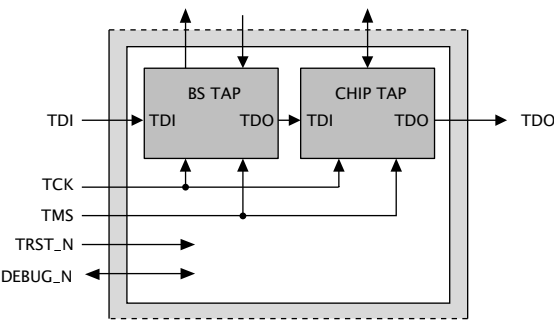 BS TAP CHIP TAP
TDI TDI TDO TDI TDO TDO
TCK
TMS
TRST_N
DEBUG_N